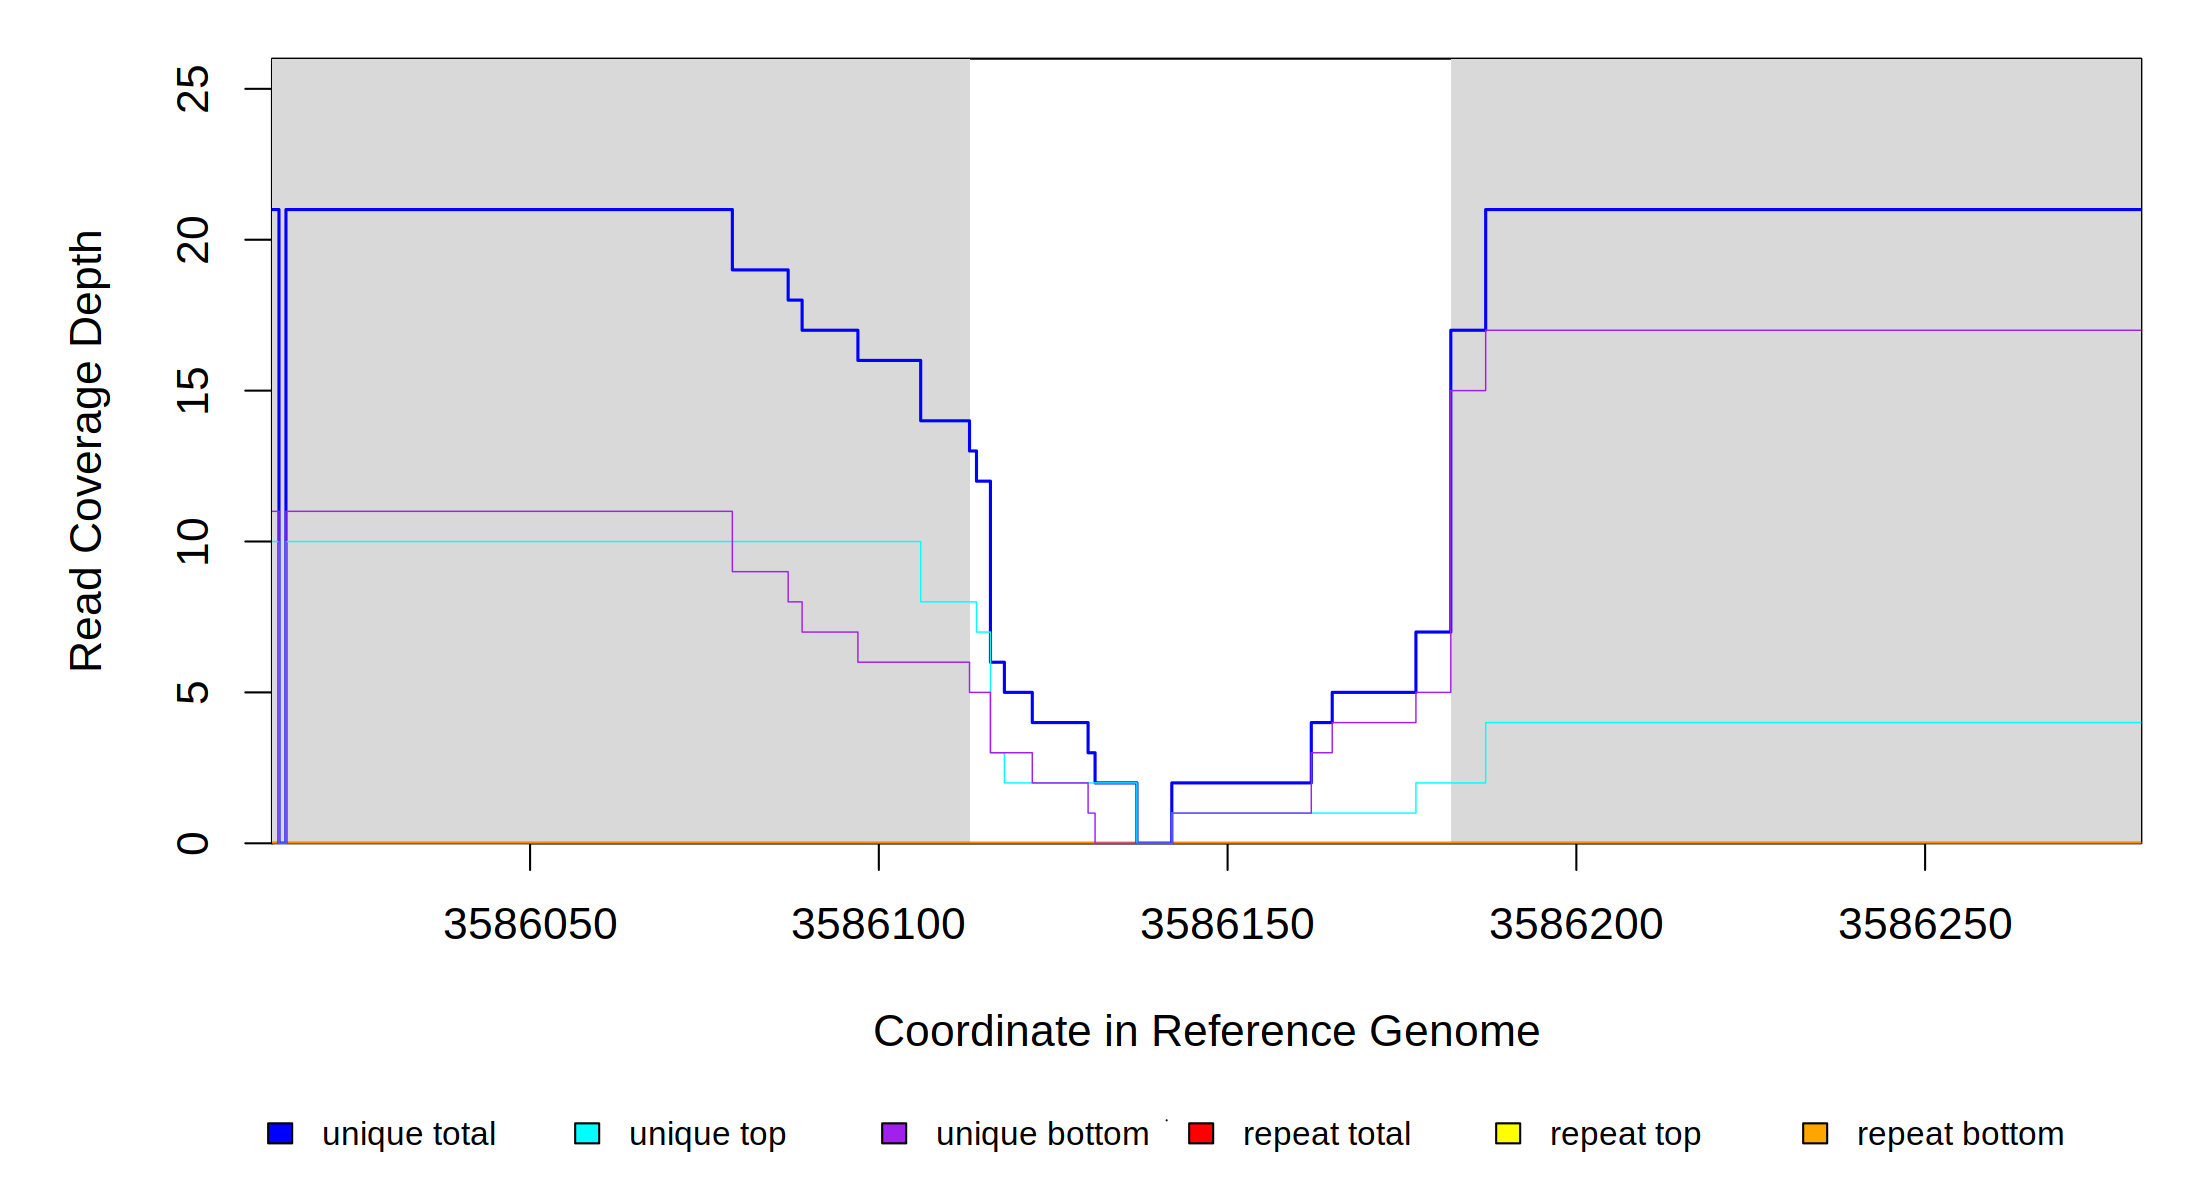 Read Coverage Depth
25
20
15
10
5
0
3586050 3586100 3586150 3586200 3586250
Coordinate in Reference Genome
unique total unique top unique bottom repeat total repeat top repeat bottom